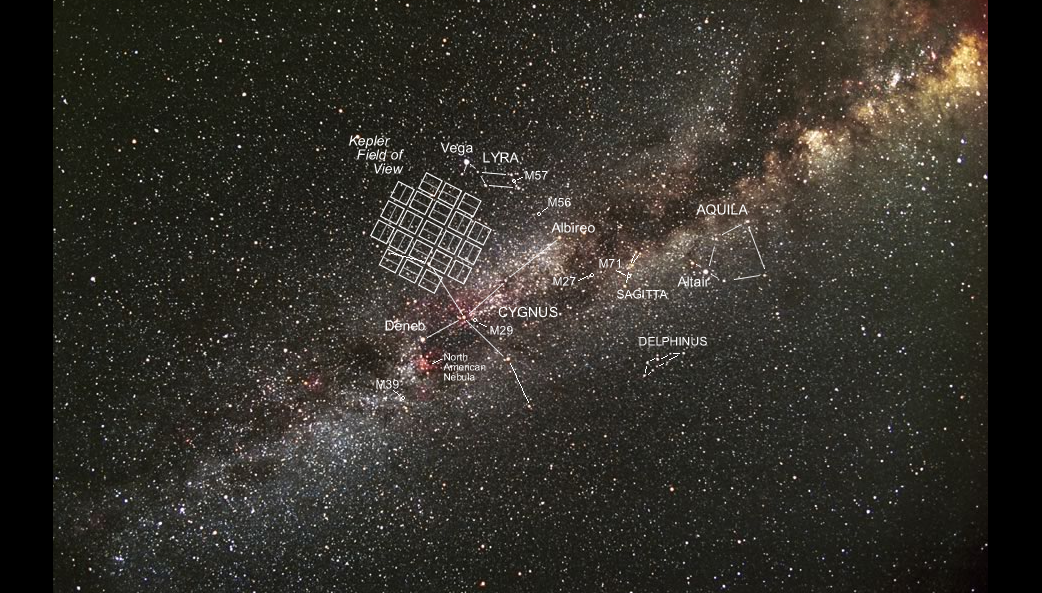 Kepler
Field of
View
Vega
LYRA
M57
M56
AQUILA
Albireo
M71
M27
Altair
SAGITTA
CYGNUS
Deneb
M29
DELPHINUS
North
American
Nebula
M39